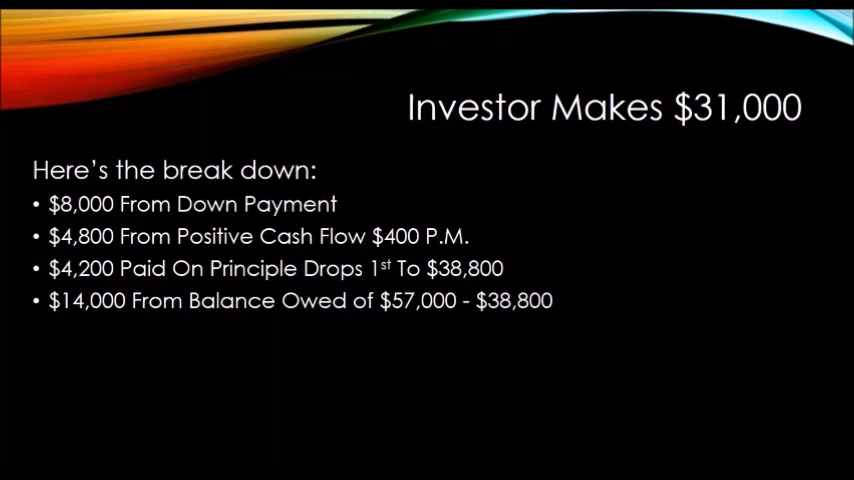 Investor Makes $31,000
Here's the break down:
• $8,000 From Down Payment
• $4,800 From Positive Cash Flow $400 P.M.
• $4,200 Paid On Principle Drops 1st To $38,800
• $14,000 From Balance Owed of $57,000 - $38,800